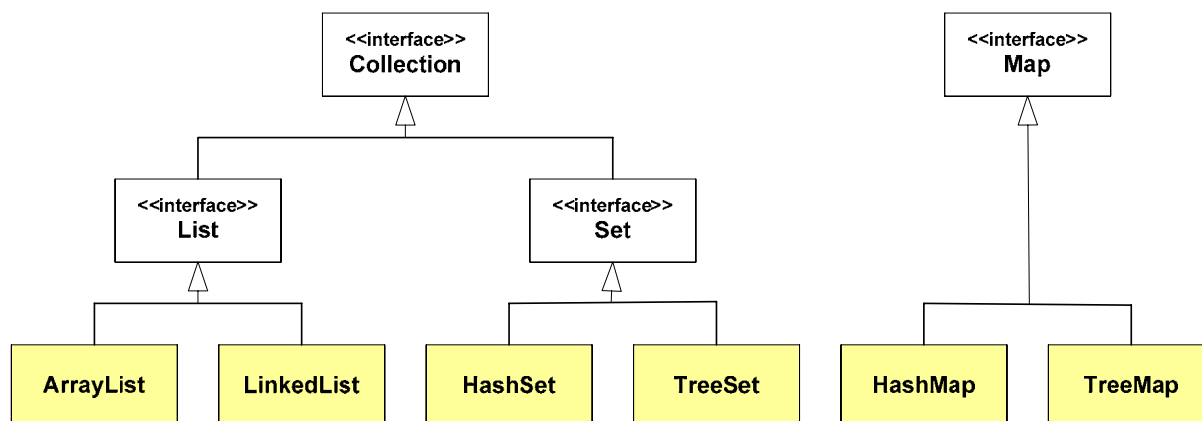 <<interface>>
Collection
<<interface>>
Map
<<interface>>
List
<<interface>>
Set
ArrayList
LinkedList
HashSet
TreeSet
HashMap
TreeMap